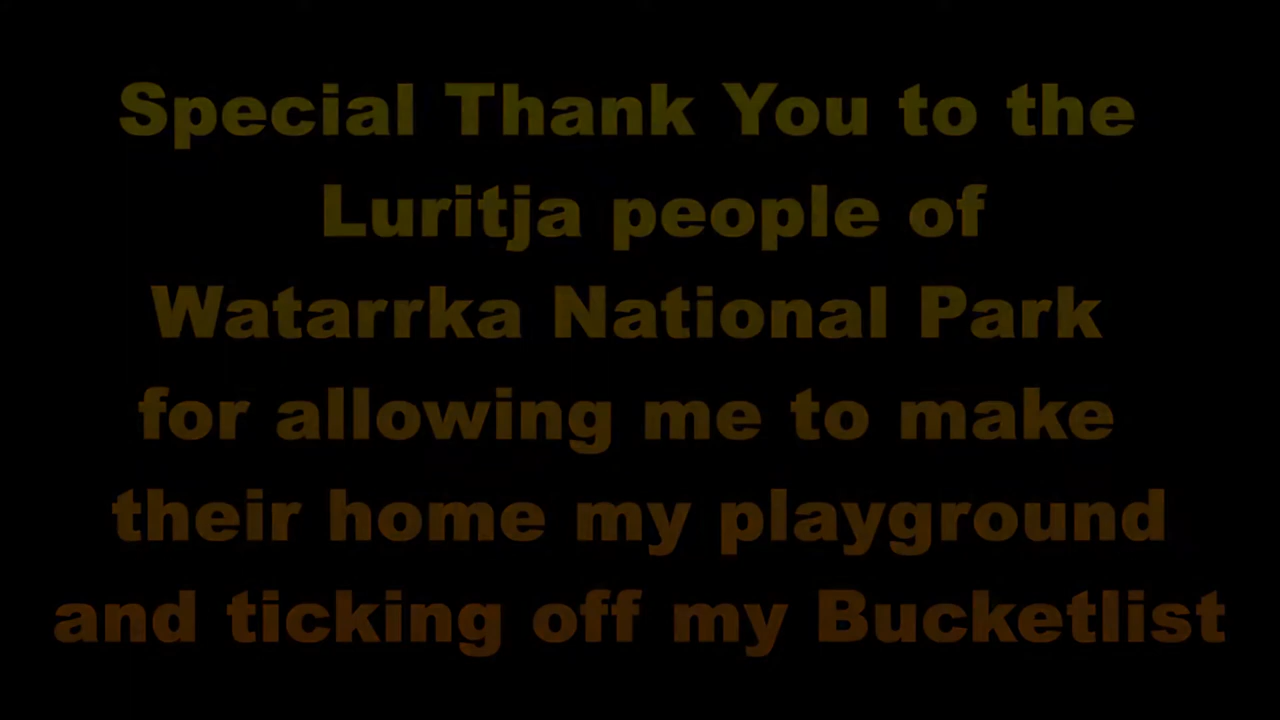 Special Thank You to the
Luritja people of
Watarrka National Park
for allowing me to make
their home my playground
and ticking off my Bucketlist